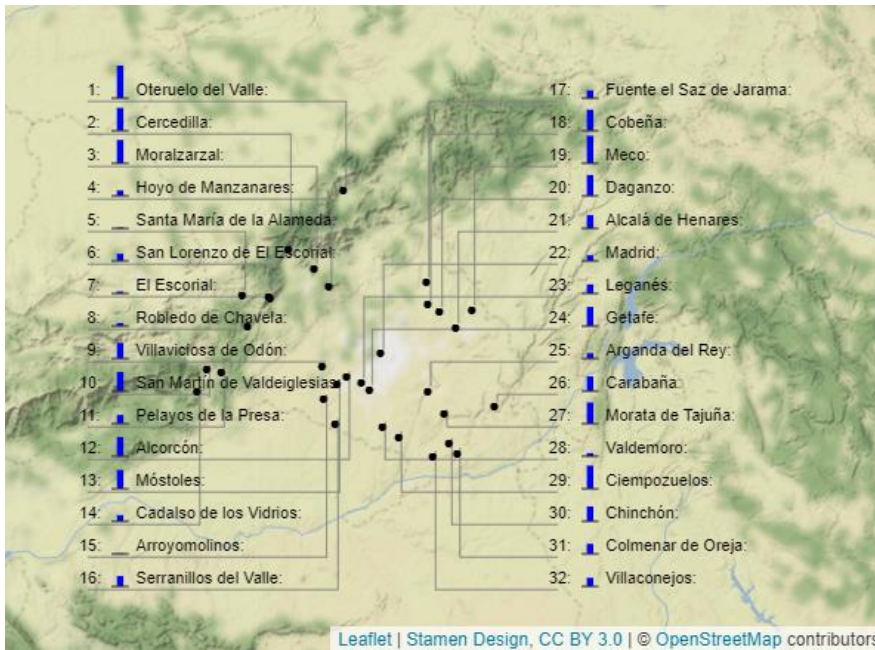 1: Oteruelo del Valle:
2: Cercedilla:
3: Moralzarzal:
4: Hoyo de Manzanares:
5: Santa María de la Alameda:
6: San Lorenzo de El Escorial:
7: El Escorial:
8: Robledo de Chavela:
9: Villaviciosa de Odón:
10: San Martín de Valdeiglesias:
11: Pelayos de la Presa:
12: Alcorcón:
13: Móstoles:
14: Cadalso de los Vidrios:
15: Arroyomolinos:
16: Serranillos del Valle:
17: Fuente el Saz de Jarama:
18: Cobeña:
19: Meco:
20: Daganzo:
21: Alcalá de Henares:
22: Madrid:
23: Leganés:
24: Getafe:
25: Arganda del Rey:
26: Carabaña:
27: Morata de Tajuña:
28: Valdemoro:
29: Ciempozuelos:
30: Chinchón:
31: Colmenar de Oreja:
32: Villaconejos:
Leaflet | Stamen Design, CC BY 3.0 | © OpenStreetMap contributors